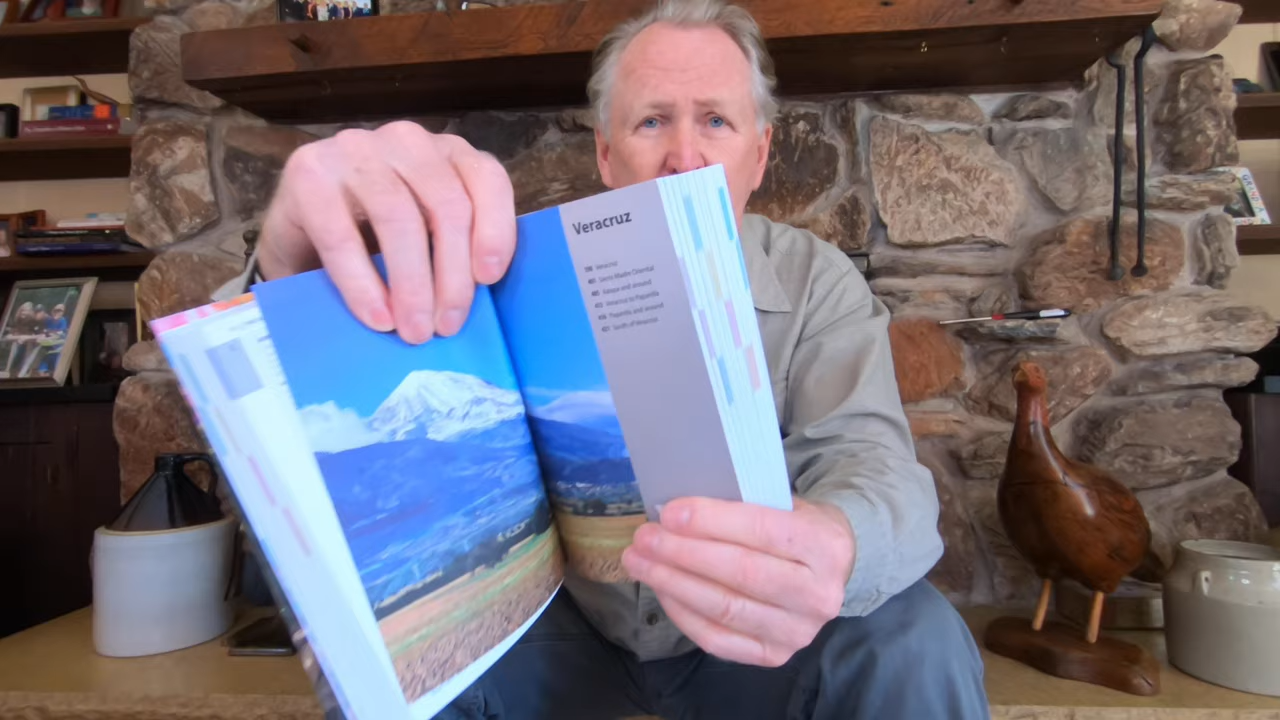 Veracruz
Veracruz
Sierra Madre Oriental
Xalapa and around
Veracruz to Papantla
Papantla and around
South of Veracruz